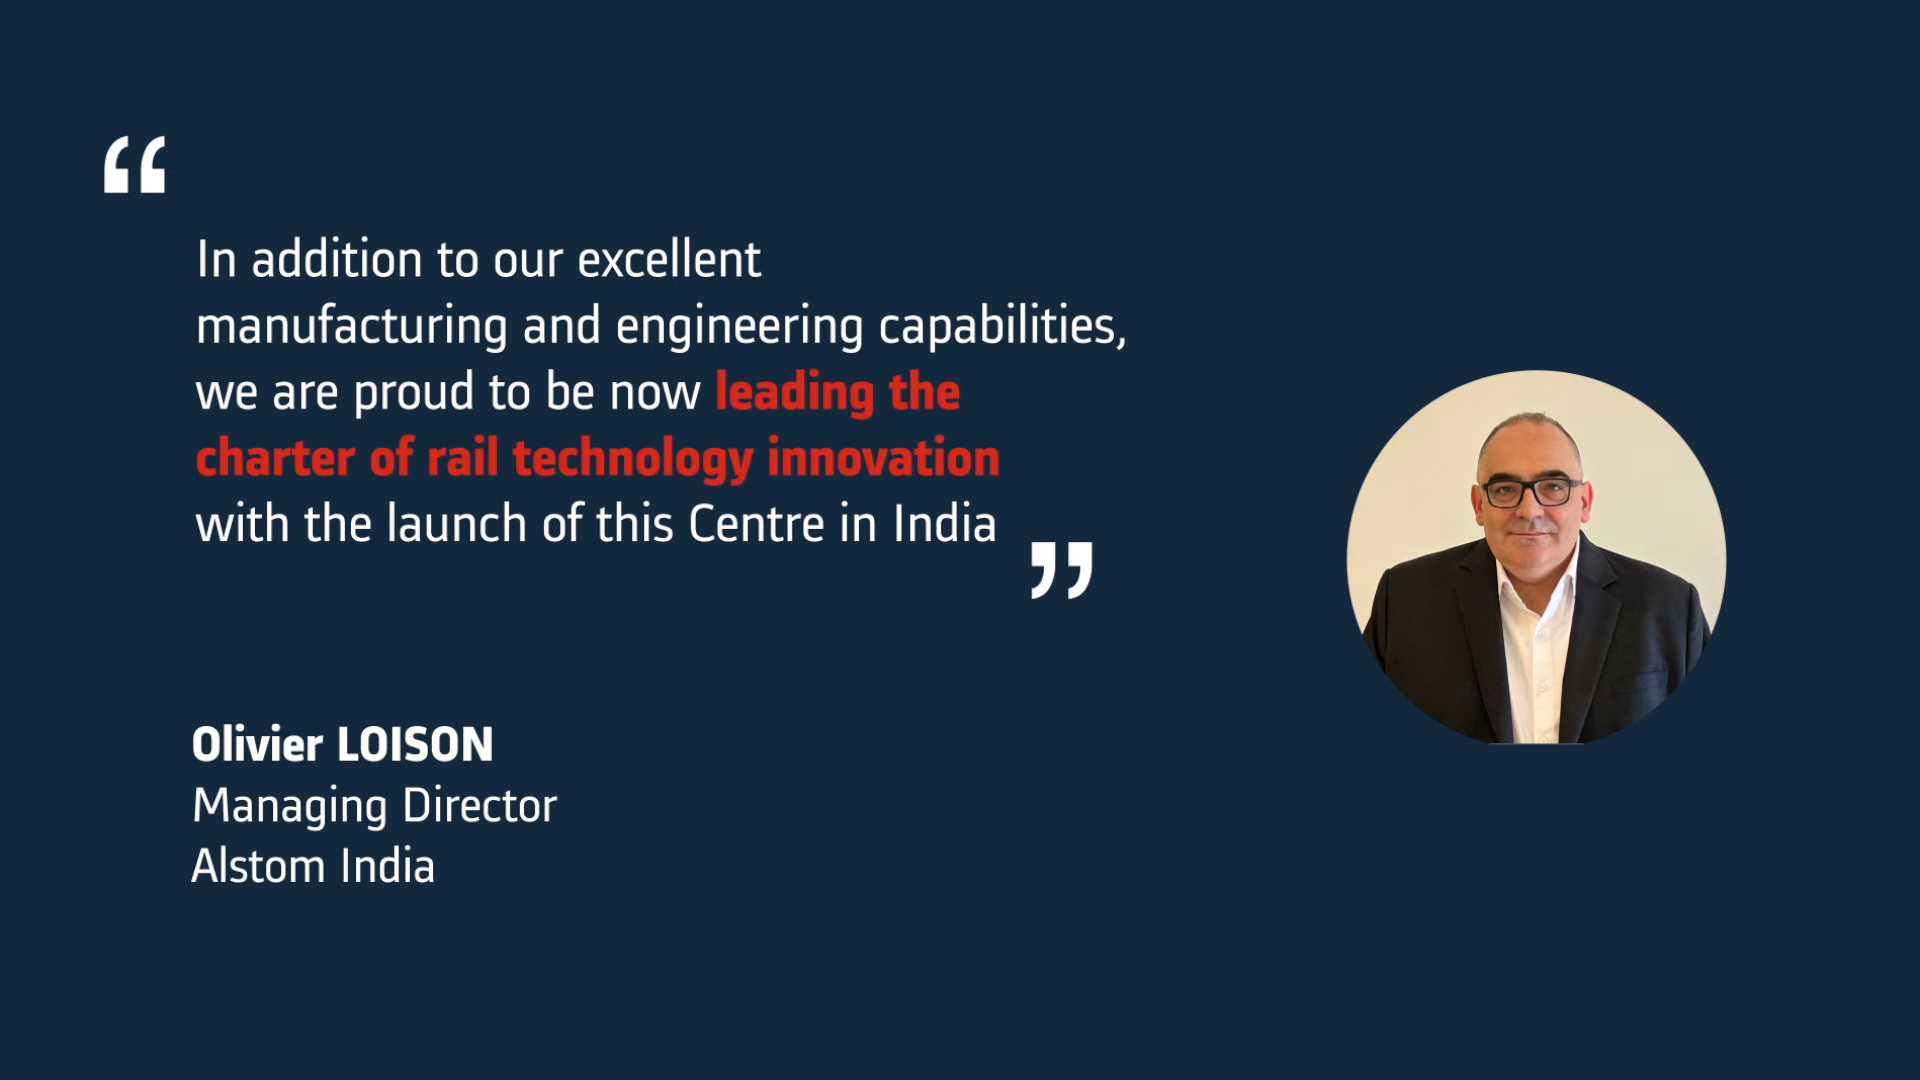 “
In addition to our excellent
manufacturing and engineering capabilities,
we are proud to be now leading the
charter of rail technology innovation
with the launch of this Centre in India
”
Olivier LOISON
Managing Director
Alstom India